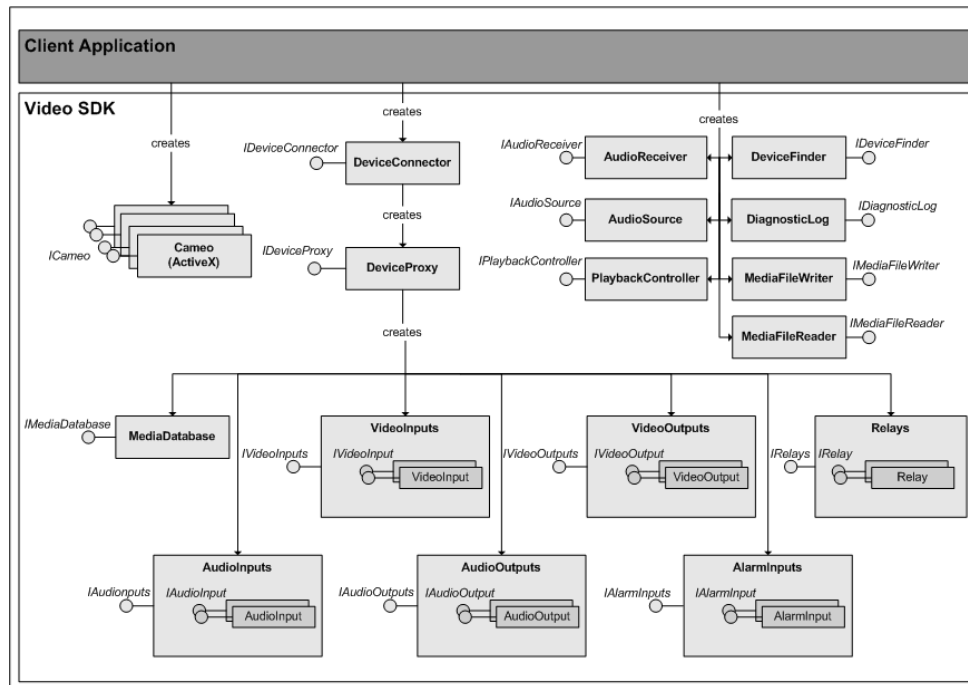 Client Application
Video SDK
creates
creates
creates
IDeviceConnector
DeviceConnector
IAudioReceiver
AudioReceiver
DeviceFinder
IDeviceFinder
creates
IAudioSource
AudioSource
DiagnosticLog
IDiagnosticLog
ICameo
Cameo
(ActiveX)
IDeviceProxy
DeviceProxy
IPlaybackController
PlaybackController
MediaFileWriter
IMediaFileWriter
creates
MediaFileReader
IMediaFileReader
IMediaDatabase
MediaDatabase
VideoInputs
IVideoInputs
IVideoInput
VideoInput
VideoOutputs
IVideoOutputs
IVideoOutput
VideoOutput
Relays
IRelays
IRelay
Relay
AudioInputs
IAudionputs
IAudioInput
AudioInput
AudioOutputs
IAudioOutputs
IAudioOutput
AudioOutput
AlarmInputs
IAlarmInputs
IAlarmInput
AlarmInput